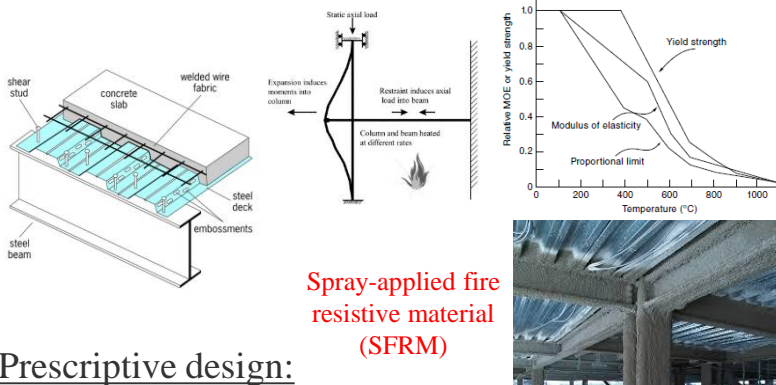 shear
stud
concrete
slab
welded wire
fabric
steel
deck
embossments
steel
beam
Static axial load
Expansion induces
moments into
column
Restraint induces axial
load into beam
Column and beam heated
at different rates
Relative MOE or yield strength
1.0
0.8
0.6
0.4
0.2
0
Yield strength
Modulus of elasticity
Proportional limit
0 200 400 600 800 1000
Temperature (°C)
Spray-applied fire
resistive material
(SFRM)
Prescriptive design: